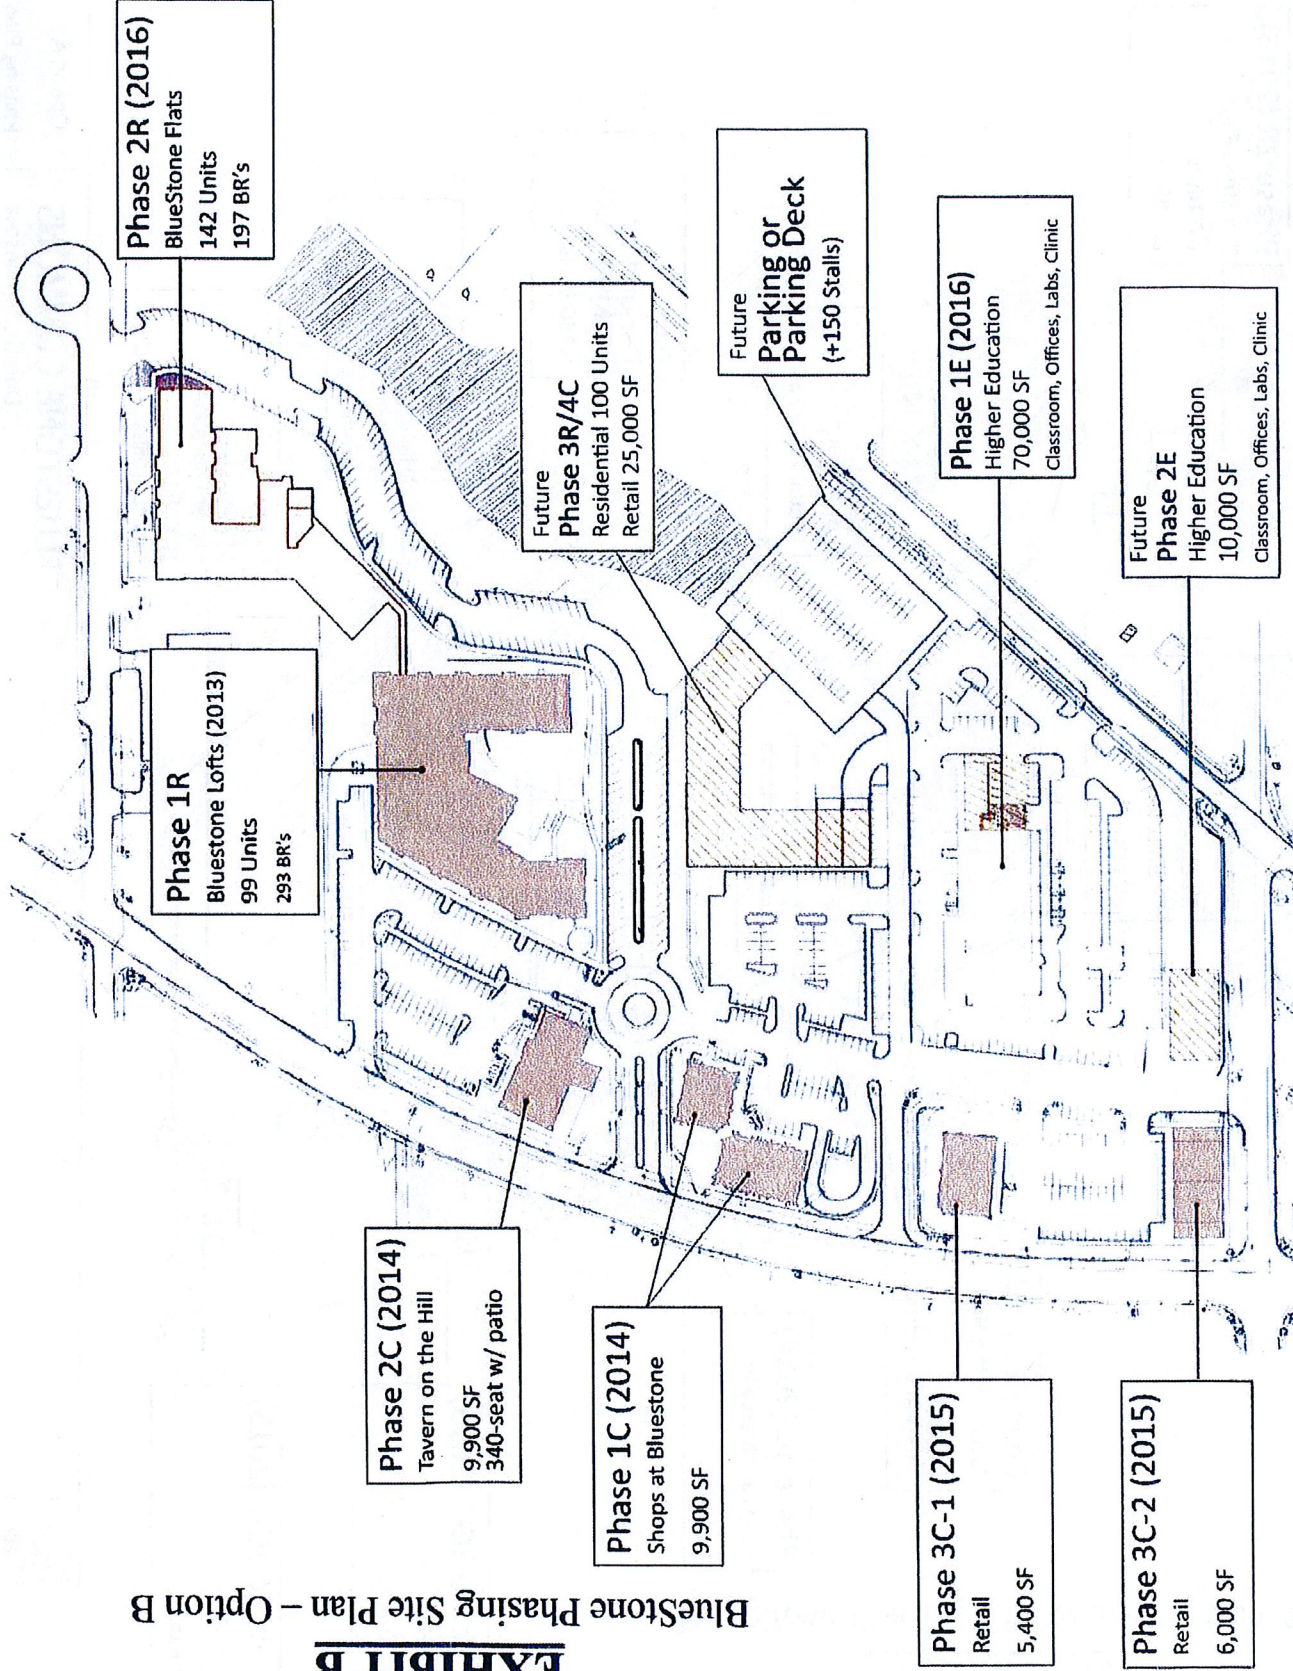 EXHIBIT B
BlueStone Phasing Site Plan – Option B
Phase 2R (2016)
BlueStone Flats
142 Units
197 BR's
Phase 1R
Bluestone Lofts (2013)
99 Units
293 BR's
Phase 2C (2014)
Tavern on the Hill
9,900 SF
340-seat w/ patio
Phase 1C (2014)
Shops at Bluestone
9,900 SF
Future
Phase 3R/4C
Residential 100 Units
Retail 25,000 SF
Future
Parking or
Parking Deck
(+150 Stalls)
Phase 1E (2016)
Higher Education
70,000 SF
Classroom, Offices, Labs, Clinic
Future
Phase 2E
Higher Education
10,000 SF
Classroom, Offices, Labs, Clinic
Phase 3C-1 (2015)
Retail
5,400 SF
Phase 3C-2 (2015)
Retail
6,000 SF